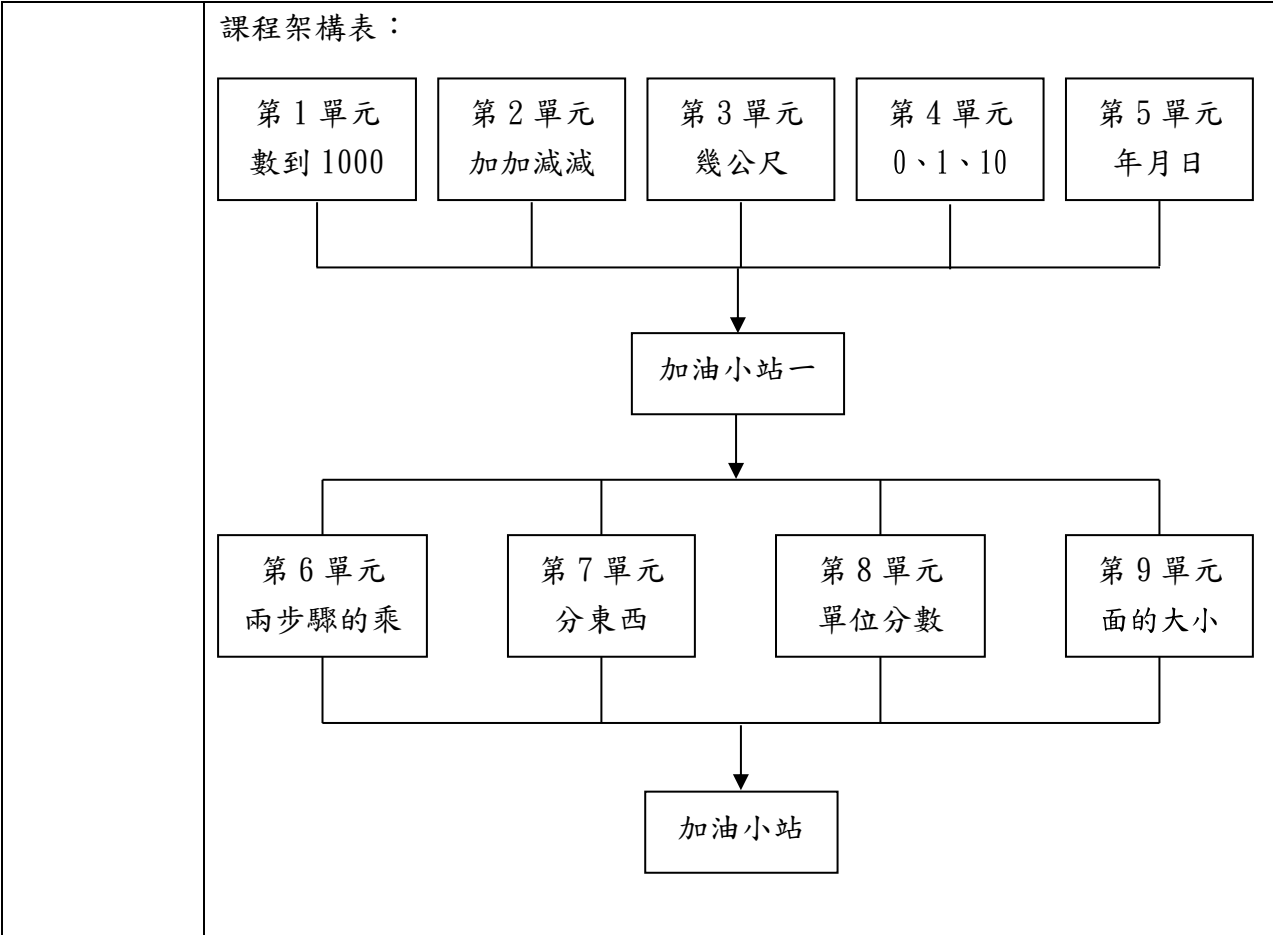 課程架構表：
第 1 單元
數到 1000
第 2 單元
加加減減
第 3 單元
幾公尺
第 4 單元
0、1、10
第 5 單元
年月日
加油小站一
第 6 單元
兩步驟的乘
第 7 單元
分東西
第 8 單元
單位分數
第 9 單元
面的大小
加油小站